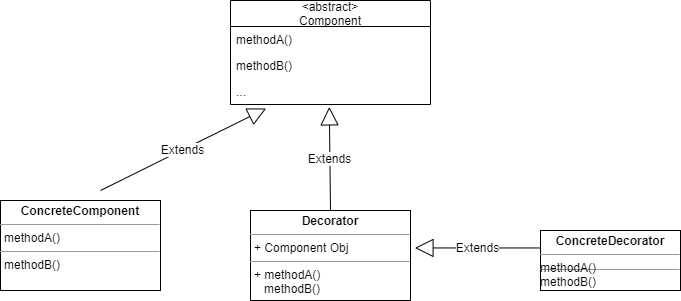 <abstract>
Component
methodA()
methodB()
...
Extends
Extends
ConcreteComponent
methodA()
methodB()
Decorator
+ Component Obj
+ methodA()
methodB()
Extends
ConcreteDecorator
methodA()
methodB()